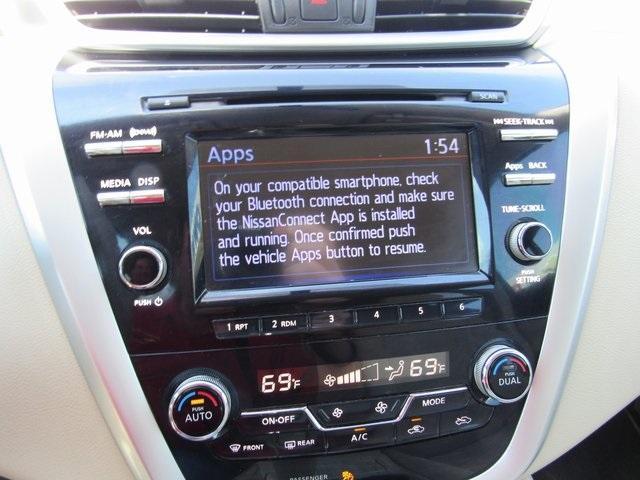 SCAN
FM-AM
SEEK-TRACK
Apps
1:54
Apps BACK
On your compatible smartphone, check
your Bluetooth connection and make sure
the NissanConnect App is installed
and running. Once confirmed push
the vehicle Apps button to resume.
MEDIA DISP
TUNE-SCROLL
VOL
PUSH
PUSH
SETTING
1 RPT
2 RDM
3
4
5
6
69°F
69°F
PUSH
AUTO
PUSH
DUAL
ON-OFF
MODE
FRONT
REAR
A/C
PASSENGER